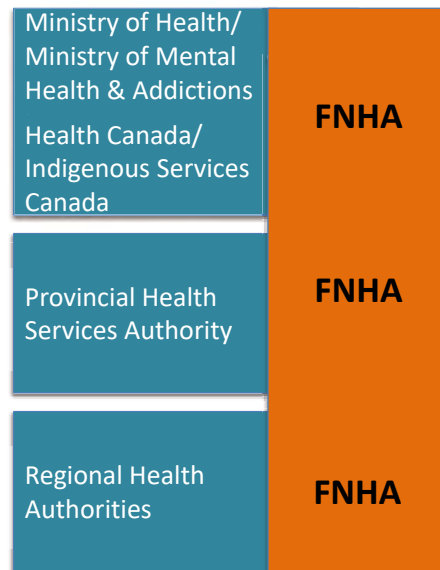 Ministry of Health/
Ministry of Mental
Health & Addictions
Health Canada/
Indigenous Services
Canada
FNHA
Provincial Health
Services Authority
FNHA
Regional Health
Authorities
FNHA